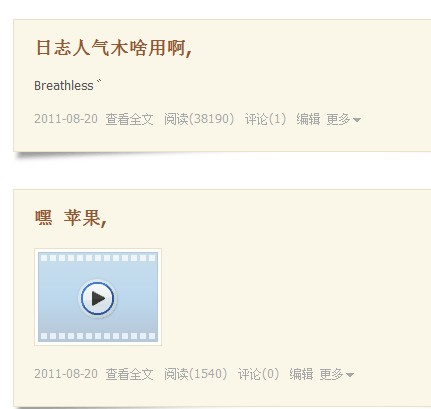 日志人气木啥用啊,
Breathless ﾞ
2011-08-20 查看全文 阅读(38190) 评论(1) 编辑 更多
嘿 苹果,
2011-08-20 查看全文 阅读(1540) 评论(0) 编辑 更多